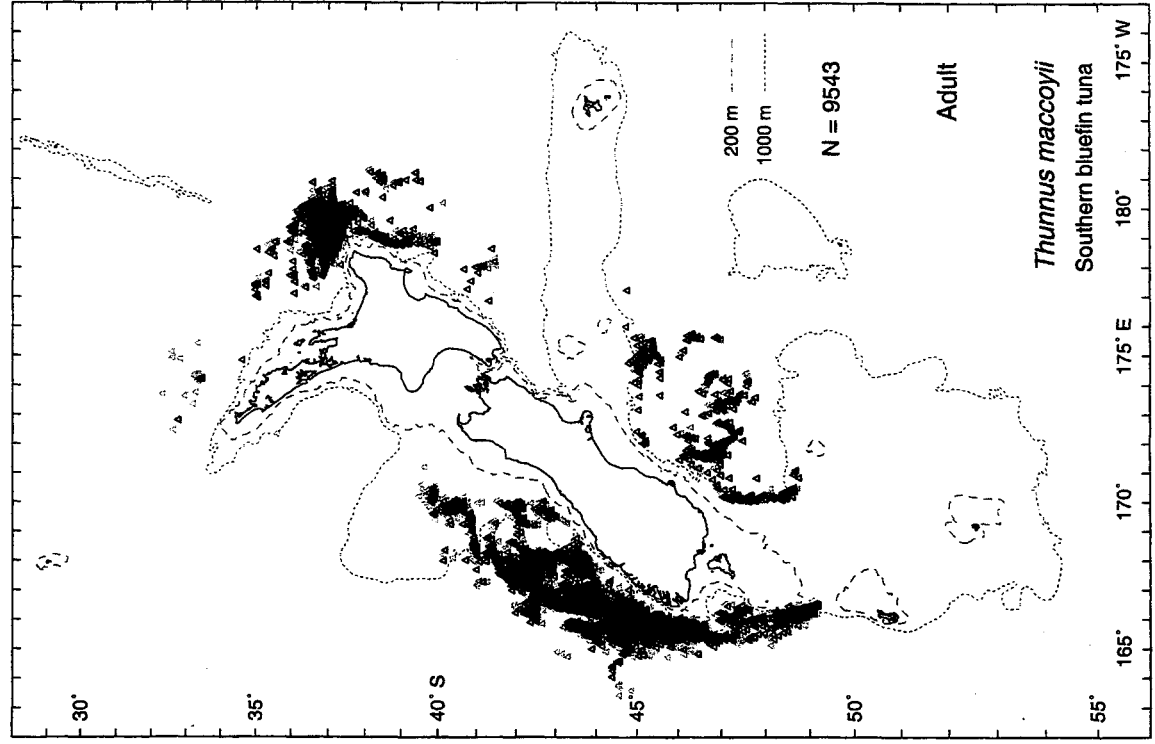 30°
35°
40° S
45°
50°
55°
165°
170°
175° E
180°
175° W
200 m
1000 m
N = 9543
Adult
Thunnus maccoyii
Southern bluefin tuna